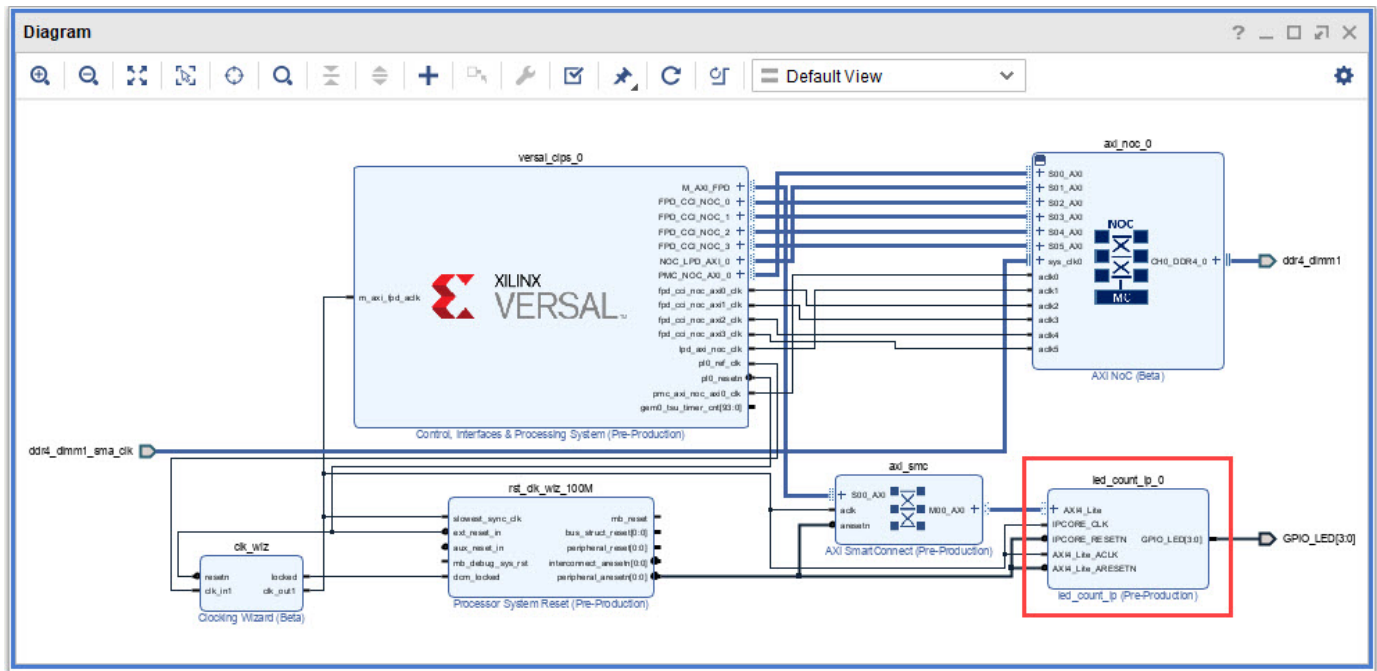 Diagram
Default View
versal_cips_0
M_AXI_FPD
FPD_CCI_NOC_0
FPD_CCI_NOC_1
FPD_CCI_NOC_2
FPD_CCI_NOC_3
NOC_LPD_AXI_0
PMC_NOC_AXI_0
fpd_cci_noc_axi0_clk
fpd_cci_noc_axi1_clk
fpd_cci_noc_axi2_clk
fpd_cci_noc_axi3_clk
lpd_axi_noc_clk
pl0_ref_clk
pl0_resetn
pmc_axi_noc_axi0_clk
gem0_tsu_timer_cnt[93:0]
m_axi_fpd_aclk
XILINX
VERSAL™
Control, Interfaces & Processing System (Pre-Production)
axi_noc_0
S00_AXI
S01_AXI
S02_AXI
S03_AXI
S04_AXI
S05_AXI
sys_clk0
aclk0
aclk1
aclk2
aclk3
aclk4
aclk5
NOC
MC
CH0_DDR4_0
AXI NoC (Beta)
ddr4_dimm1
ddr4_dimm1_sma_clk
rst_clk_wiz_100M
slowest_sync_clk
ext_reset_in
aux_reset_in
mb_debug_sys_rst
dcm_locked
mb_reset
bus_struct_reset[0:0]
peripheral_reset[0:0]
interconnect_aresetn[0:0]
peripheral_aresetn[0:0]
Processor System Reset (Pre-Production)
clk_wiz
resetn
clk_in1
locked
clk_out1
Clocking Wizard (Beta)
axi_smc
S00_AXI
aclk
aresetn
M00_AXI
AXI SmartConnect (Pre-Production)
led_count_ip_0
AXI4_Lite
IPCORE_CLK
IPCORE_RESETN
AXI4_Lite_ACLK
AXI4_Lite_ARESETN
GPIO_LED[3:0]
led_count_ip (Pre-Production)
GPIO_LED[3:0]